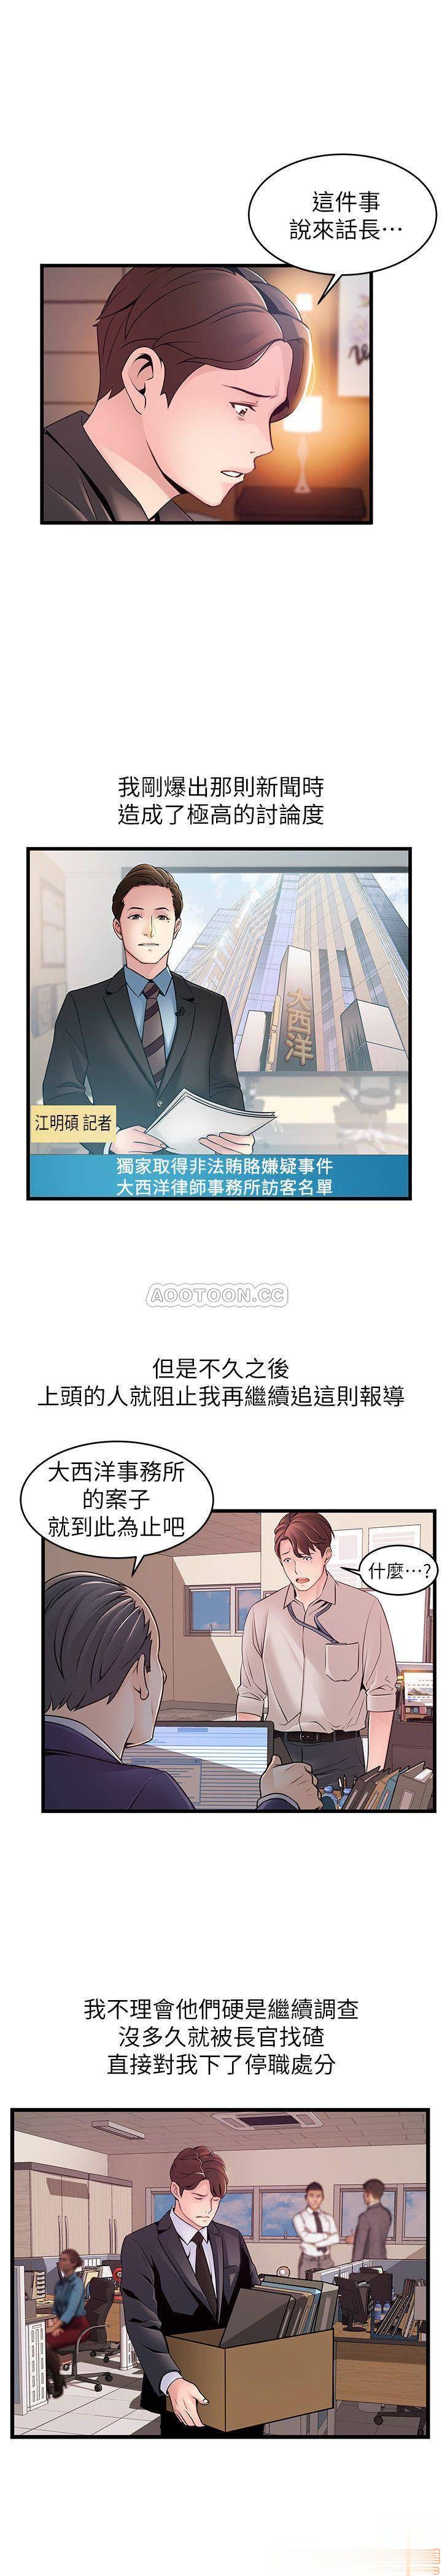 這件事
說來話長⋯
我剛爆出那則新聞時
造成了極高的討論度
大西洋
江明碩 記者
獨家取得非法賄賂嫌疑事件
大西洋律師事務所訪客名單
AOOTOON.CC
但是不久之後
上頭的人就阻止我再繼續追這則報導
大西洋事務所
的案子
就到此為止吧
什麼⋯?
我不理會他們硬是繼續調查
沒多久就被長官找碴
直接對我下了停職處分